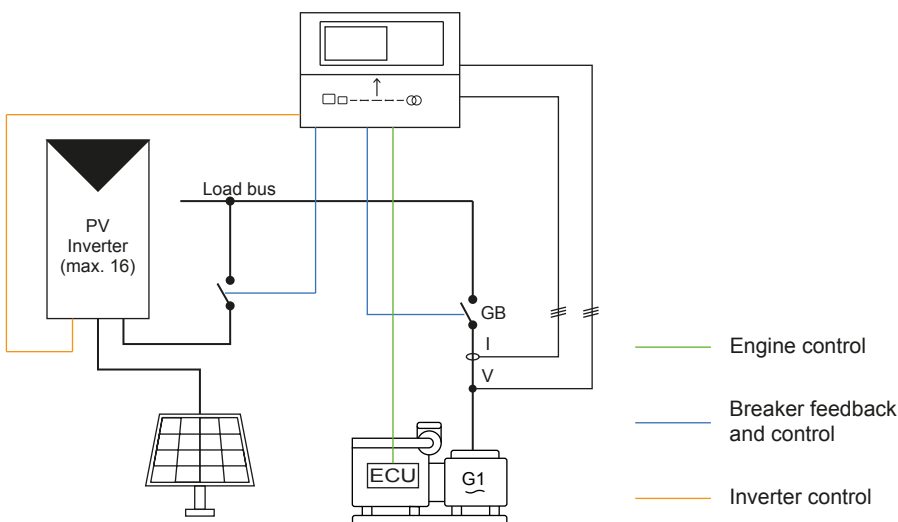 Load bus
PV
Inverter
(max. 16)
GB
I
V
ECU
G1
Engine control
Breaker feedback
and control
Inverter control